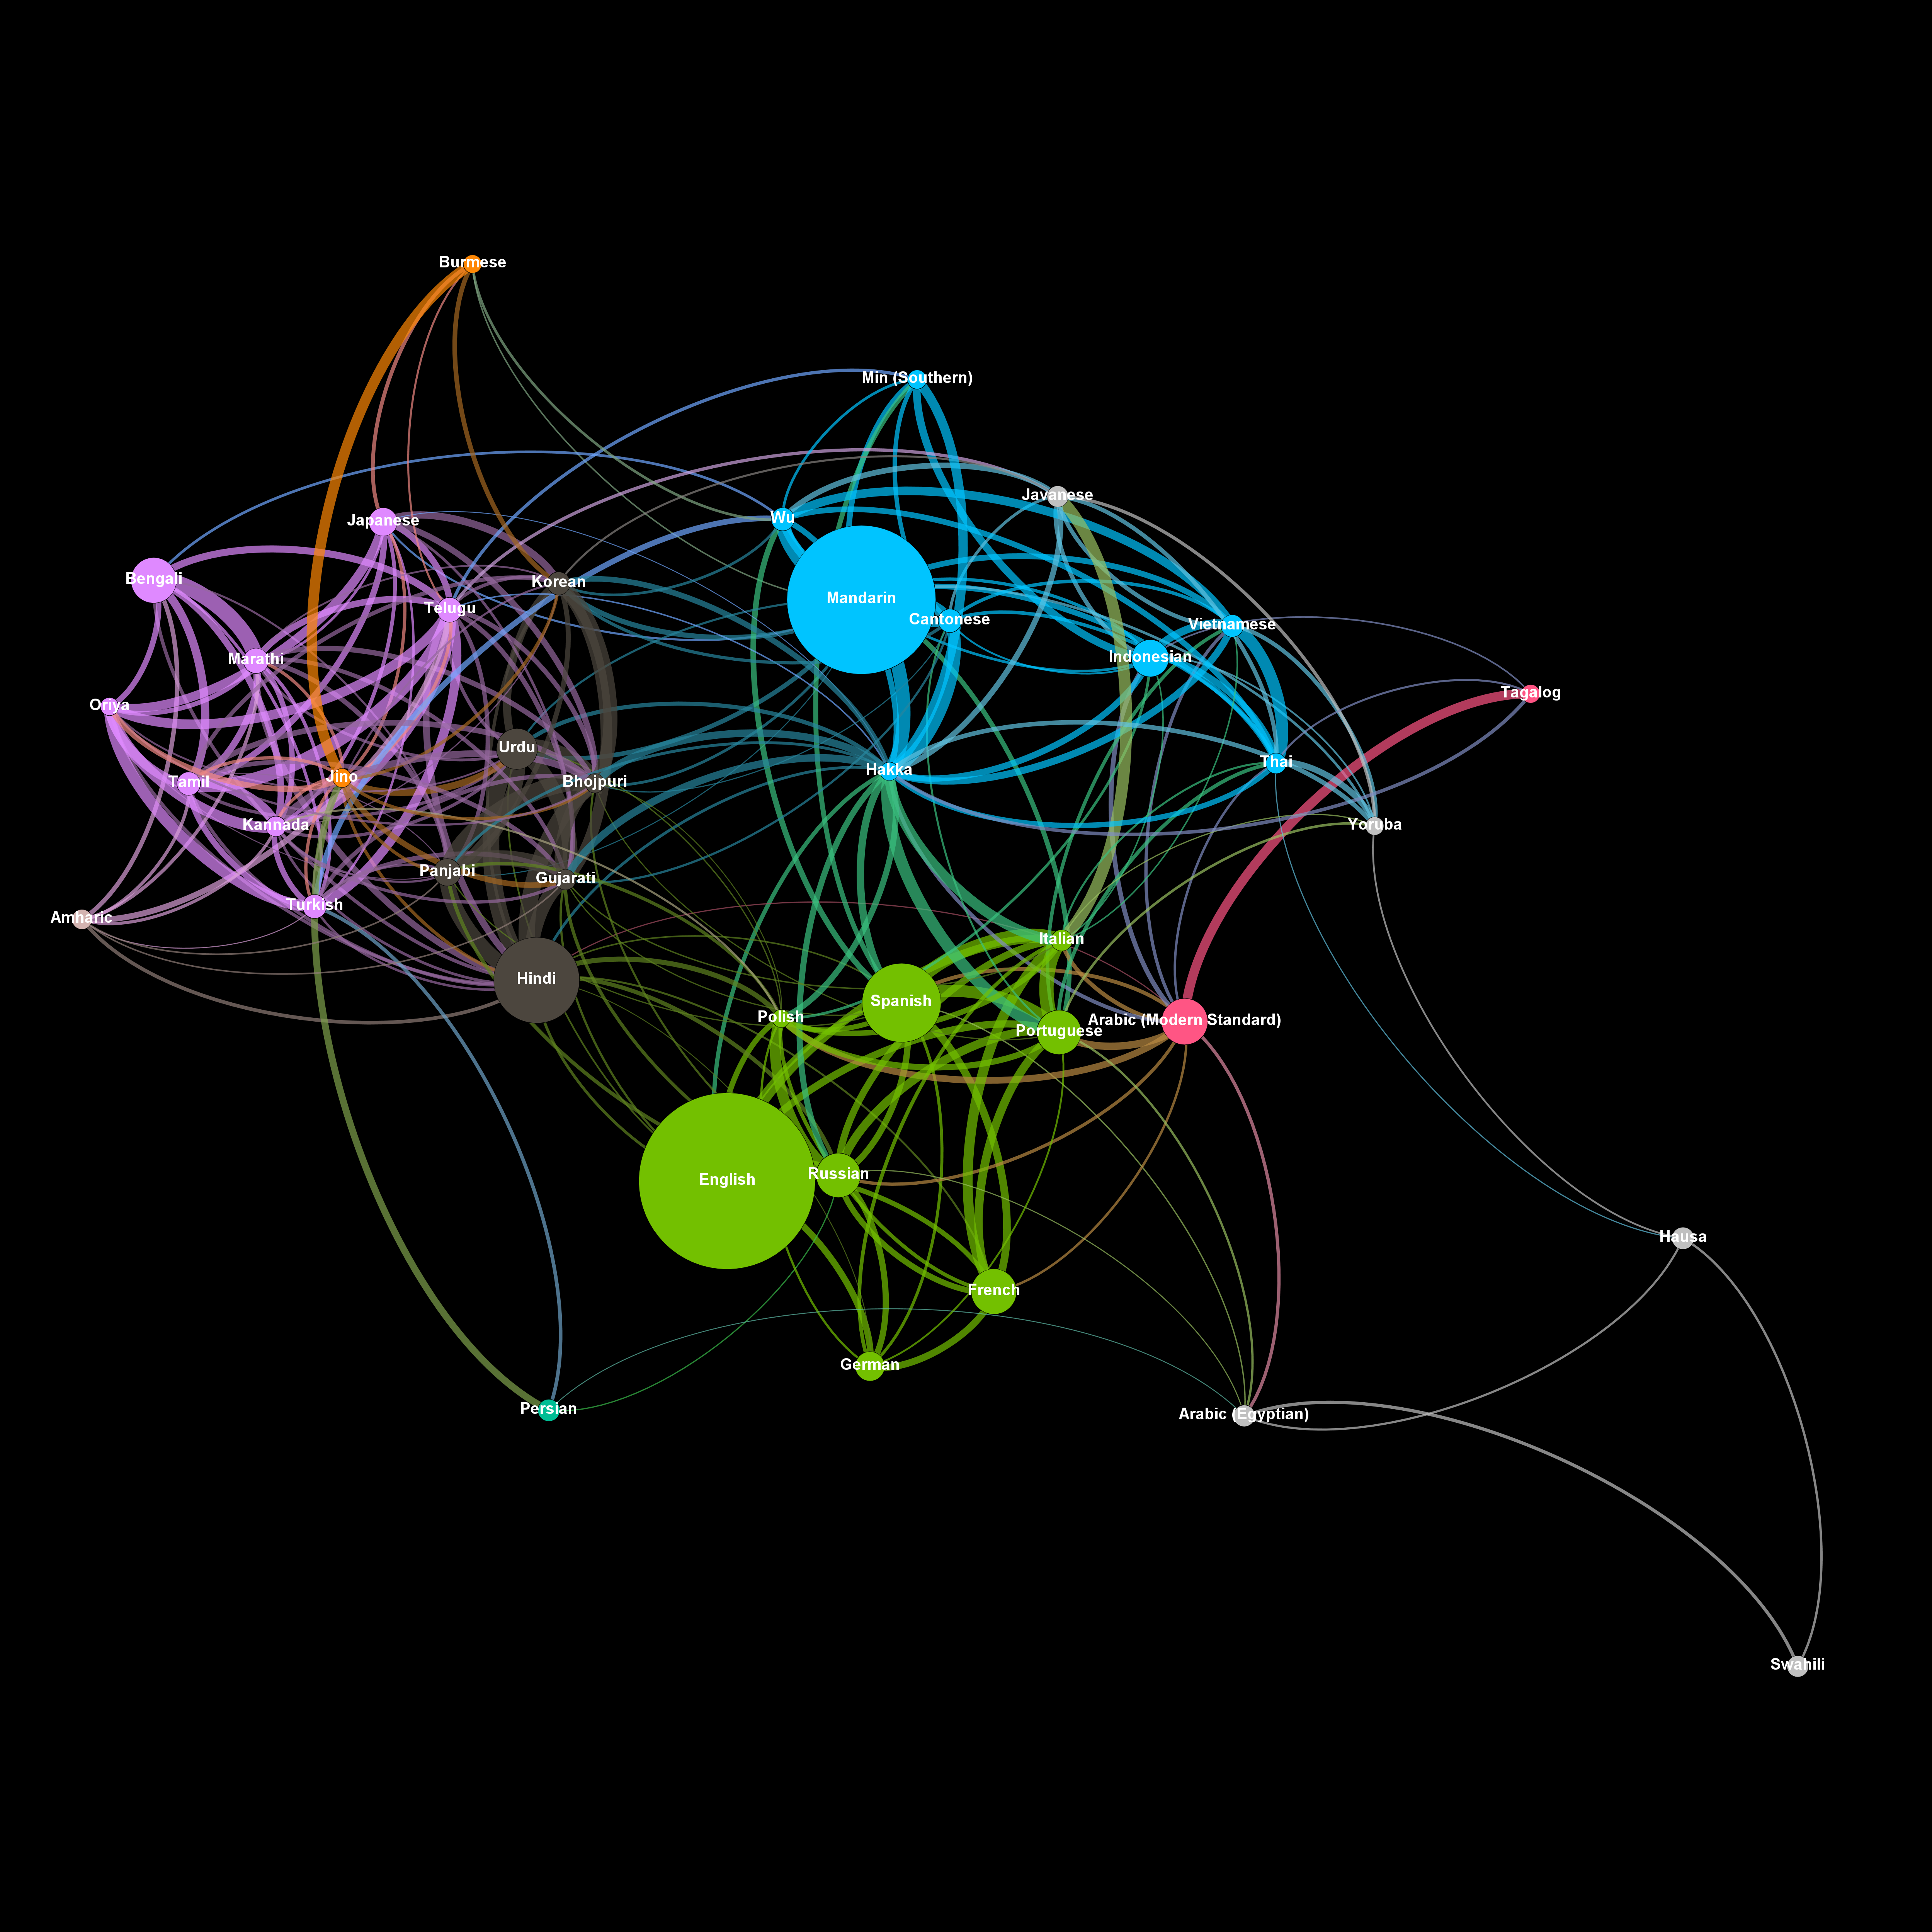 Burmese
Min (Southern)
Javanese
Japanese
Wu
Bengali
Korean
Mandarin
Telugu
Cantonese
Vietnamese
Marathi
Indonesian
Tagalog
Oriya
Urdu
Thai
Hakka
Jino
Tamil
Bhojpuri
Kannada
Yoruba
Panjabi
Gujarati
Turkish
Amharic
Italian
Hindi
Spanish
Polish
Arabic (Modern Standard)
Portuguese
Russian
English
Hausa
French
German
Persian
Arabic (Egyptian)
Swahili